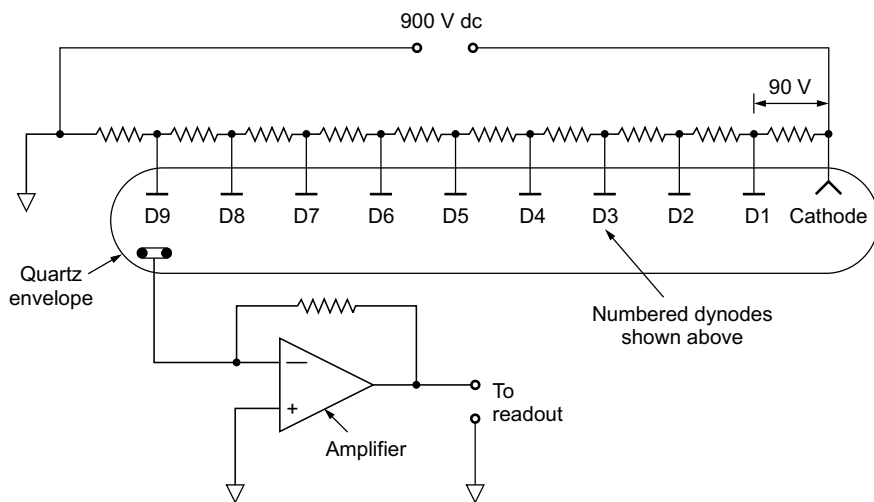 900 V dc
90 V
D9 D8 D7 D6 D5 D4 D3 D2 D1 Cathode
Quartz
envelope
Numbered dynodes
shown above
−
+
To
readout
Amplifier